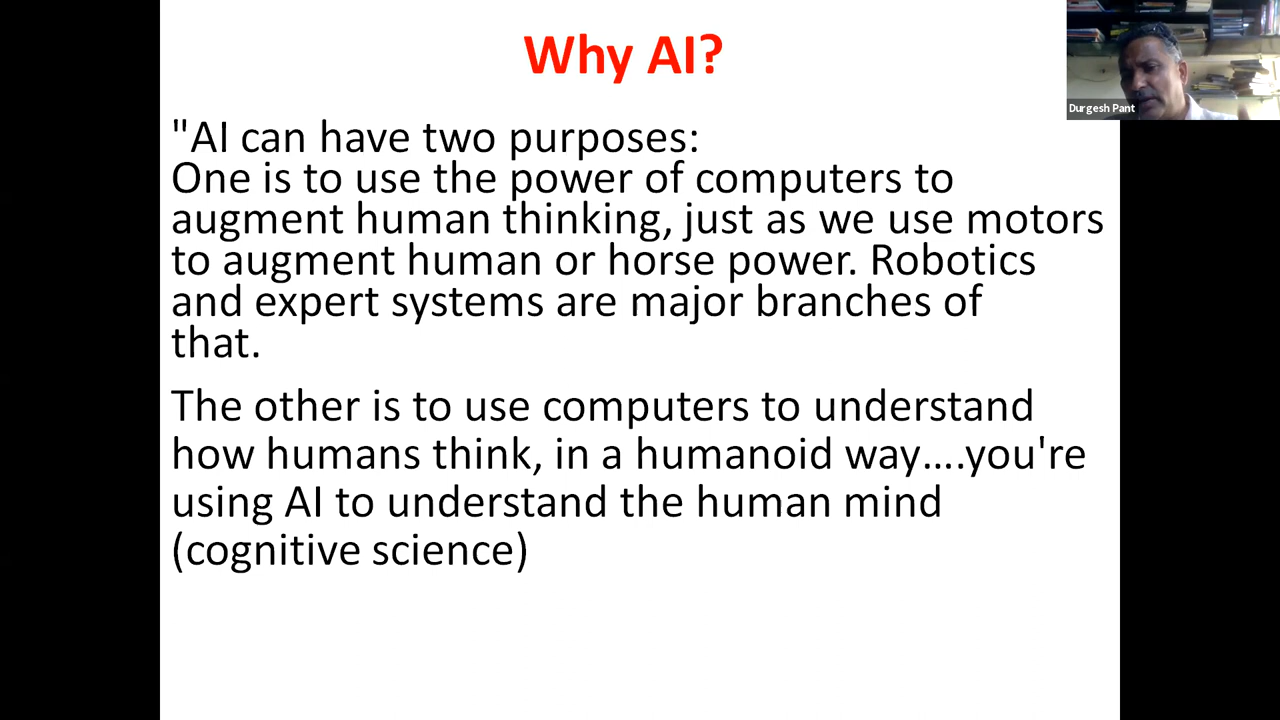 Why AI?
Durgesh Pant
"AI can have two purposes:
One is to use the power of computers to
augment human thinking, just as we use motors
to augment human or horse power. Robotics
and expert systems are major branches of
that.
The other is to use computers to understand
how humans think, in a humanoid way....you're
using AI to understand the human mind
(cognitive science)